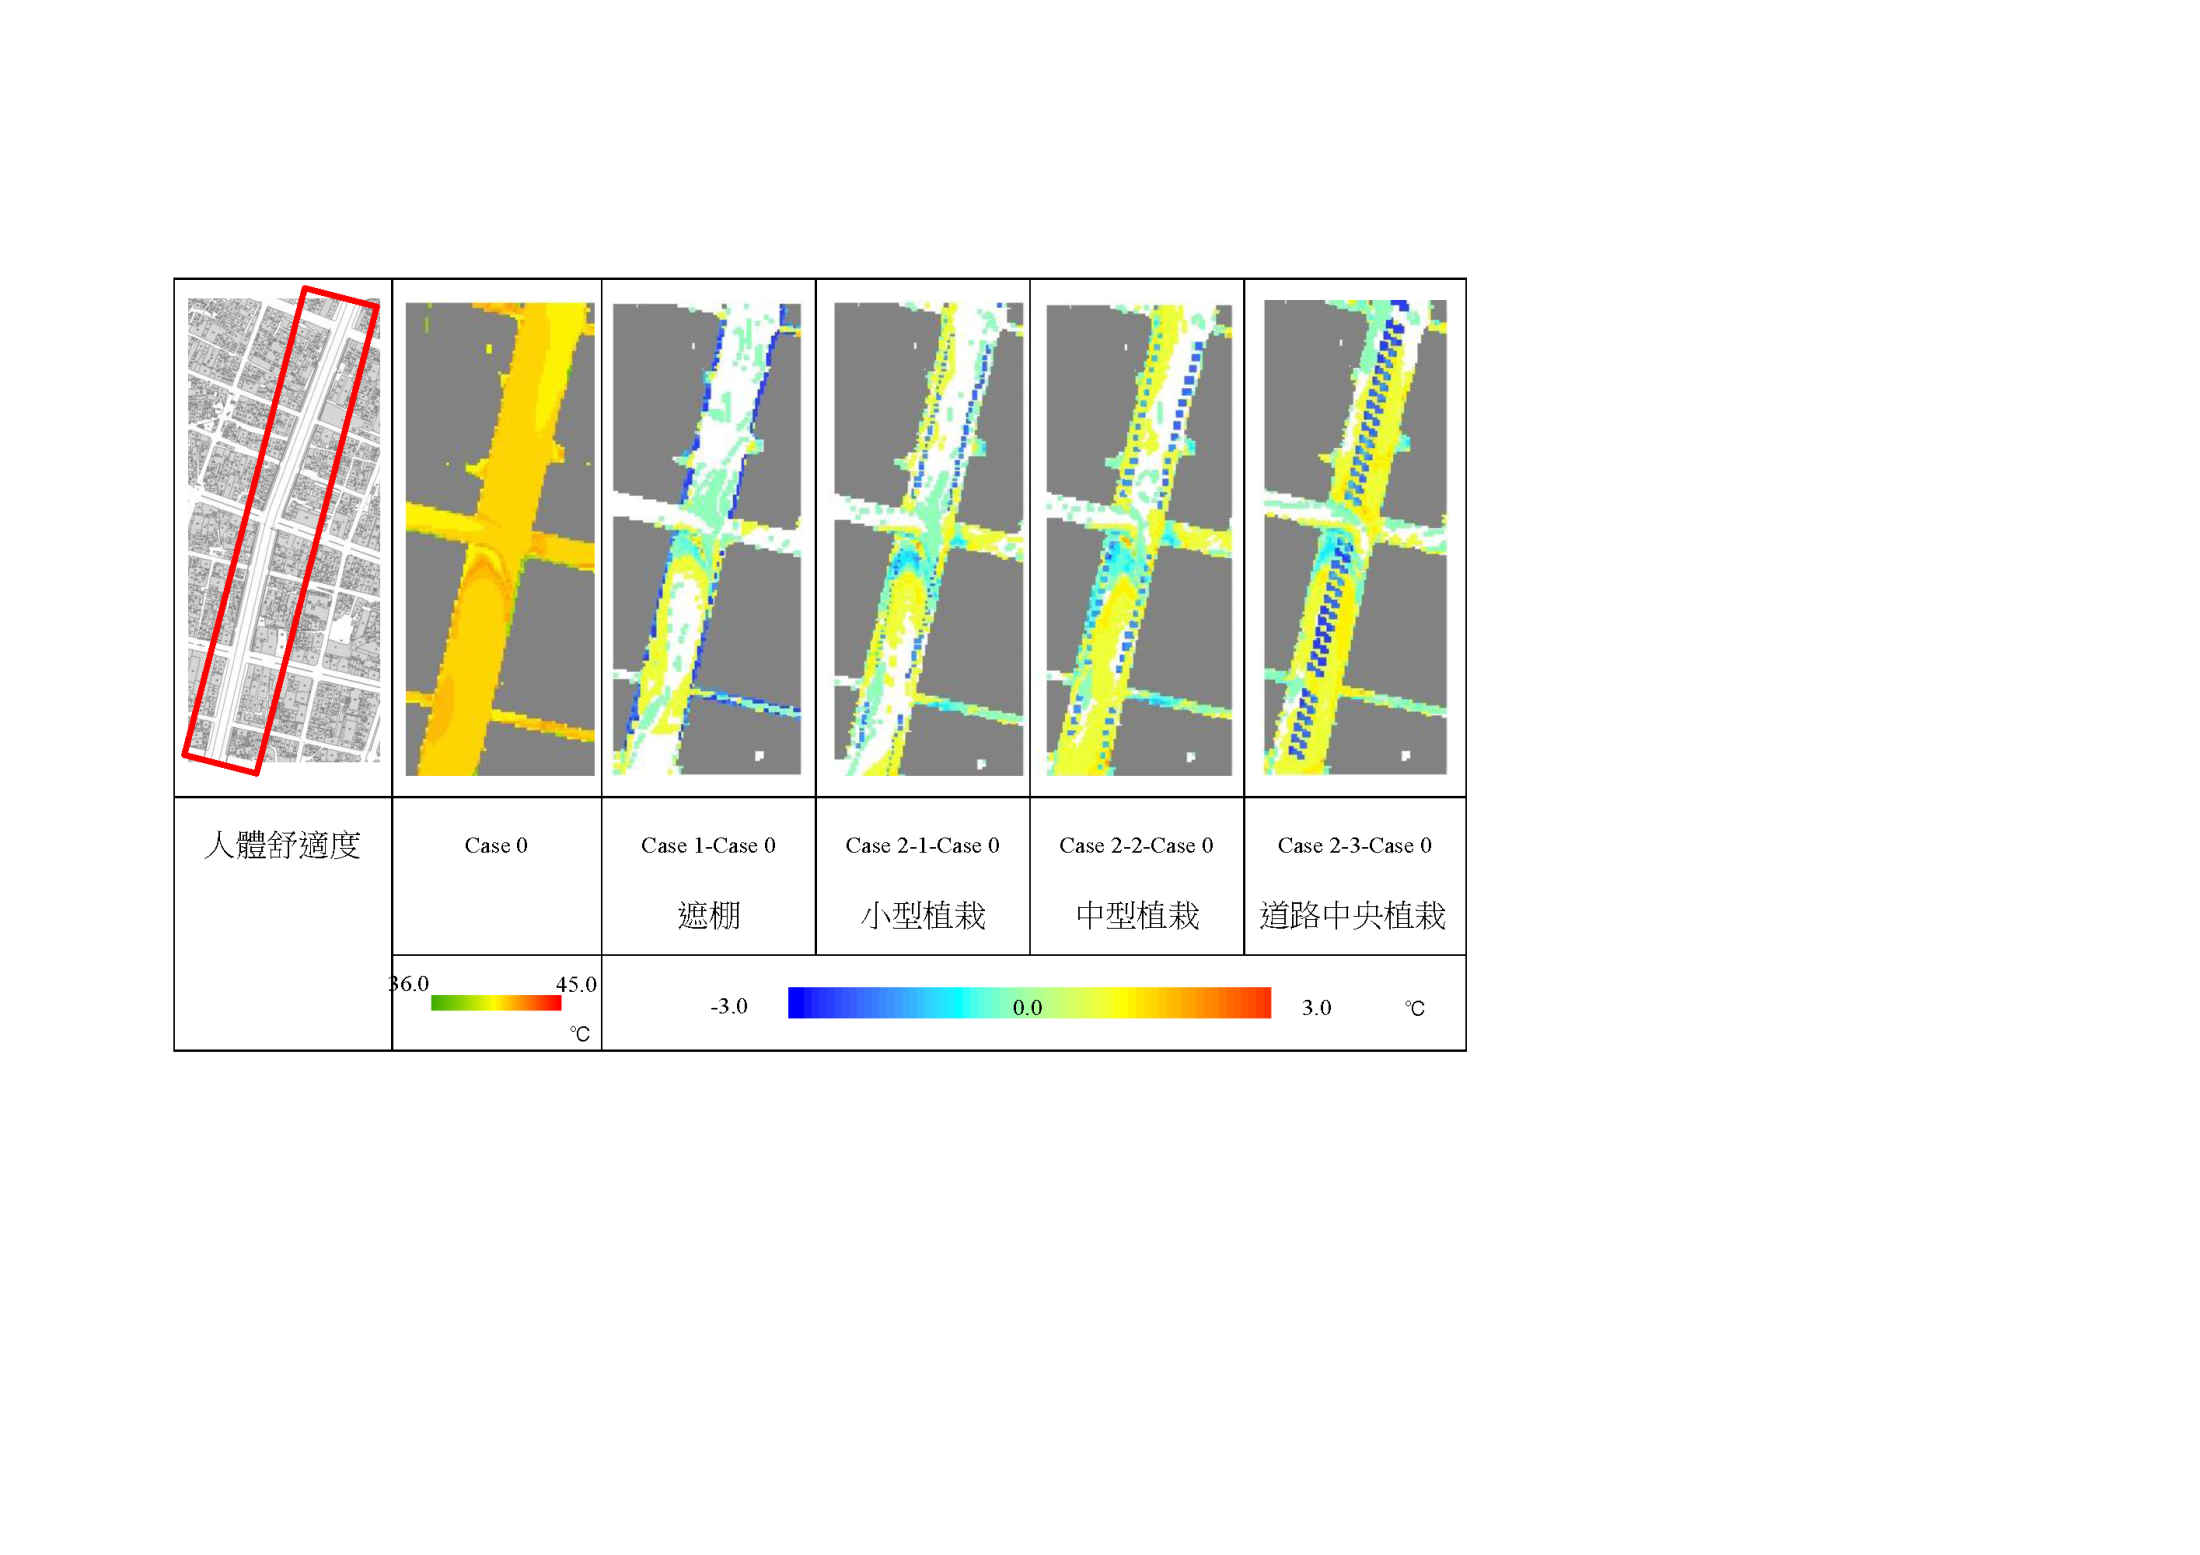 人體舒適度
Case 0
Case 1-Case 0
遮棚
Case 2-1-Case 0
小型植栽
Case 2-2-Case 0
中型植栽
Case 2-3-Case 0
道路中央植栽
36.0
45.0
℃
-3.0
0.0
3.0
℃